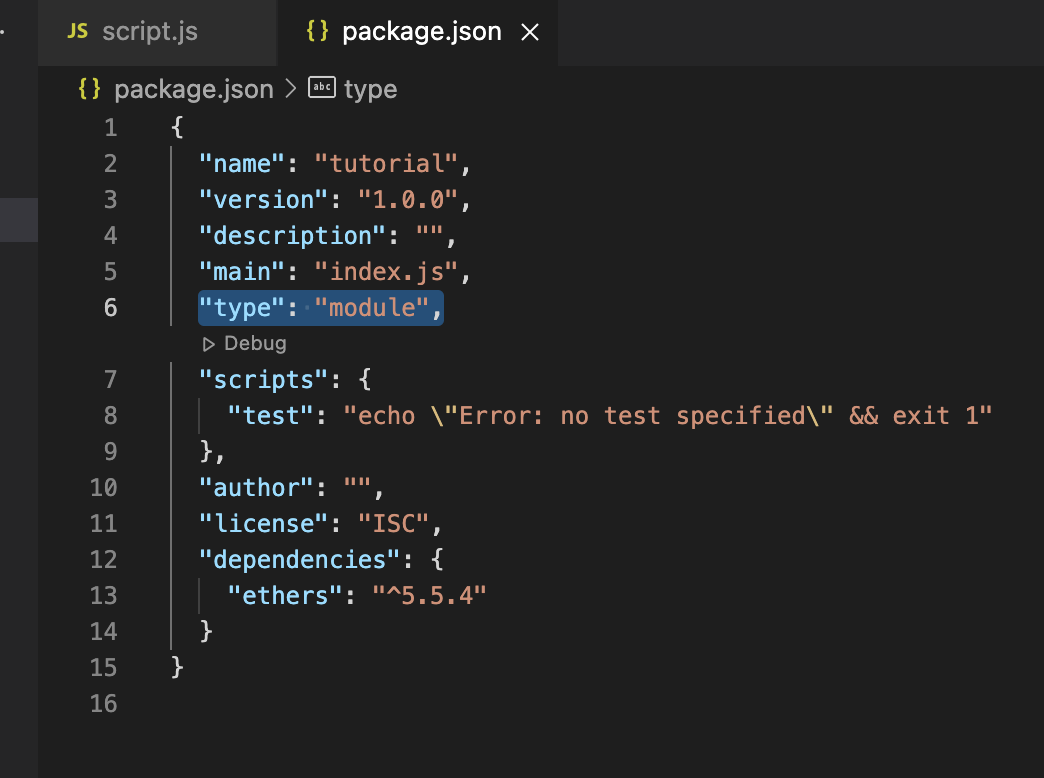 JS script.js {} package.json ×
{} package.json > abc type
1 {
2 "name": "tutorial",
3 "version": "1.0.0",
4 "description": "",
5 "main": "index.js",
6 "type": "module",
Debug
7 "scripts": {
8 "test": "echo \"Error: no test specified\" && exit 1"
9 },
10 "author": "",
11 "license": "ISC",
12 "dependencies": {
13 "ethers": "^5.5.4"
14 }
15 }
16